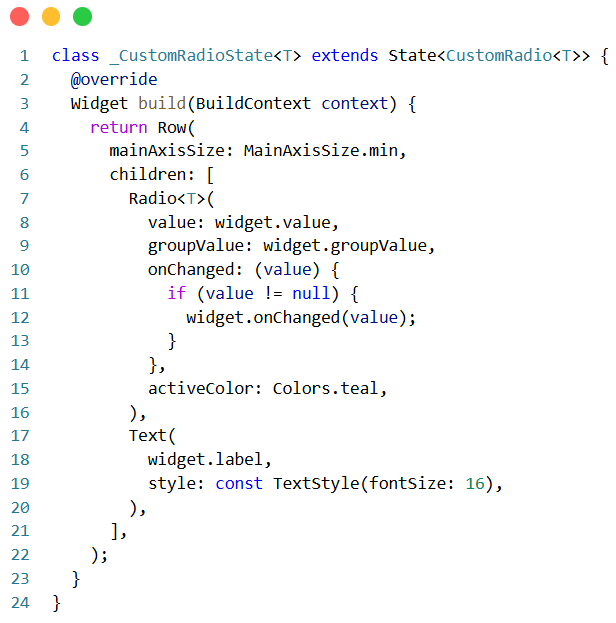 1 class _CustomRadioState<T> extends State<CustomRadio<T>> {
2   @override
3   Widget build(BuildContext context) {
4     return Row(
5       mainAxisSize: MainAxisSize.min,
6       children: [
7         Radio<T>(
8           value: widget.value,
9           groupValue: widget.groupValue,
10           onChanged: (value) {
11             if (value != null) {
12               widget.onChanged(value);
13             }
14           },
15           activeColor: Colors.teal,
16         ),
17         Text(
18           widget.label,
19           style: const TextStyle(fontSize: 16),
20         ),
21       ],
22     );
23   }
24 }